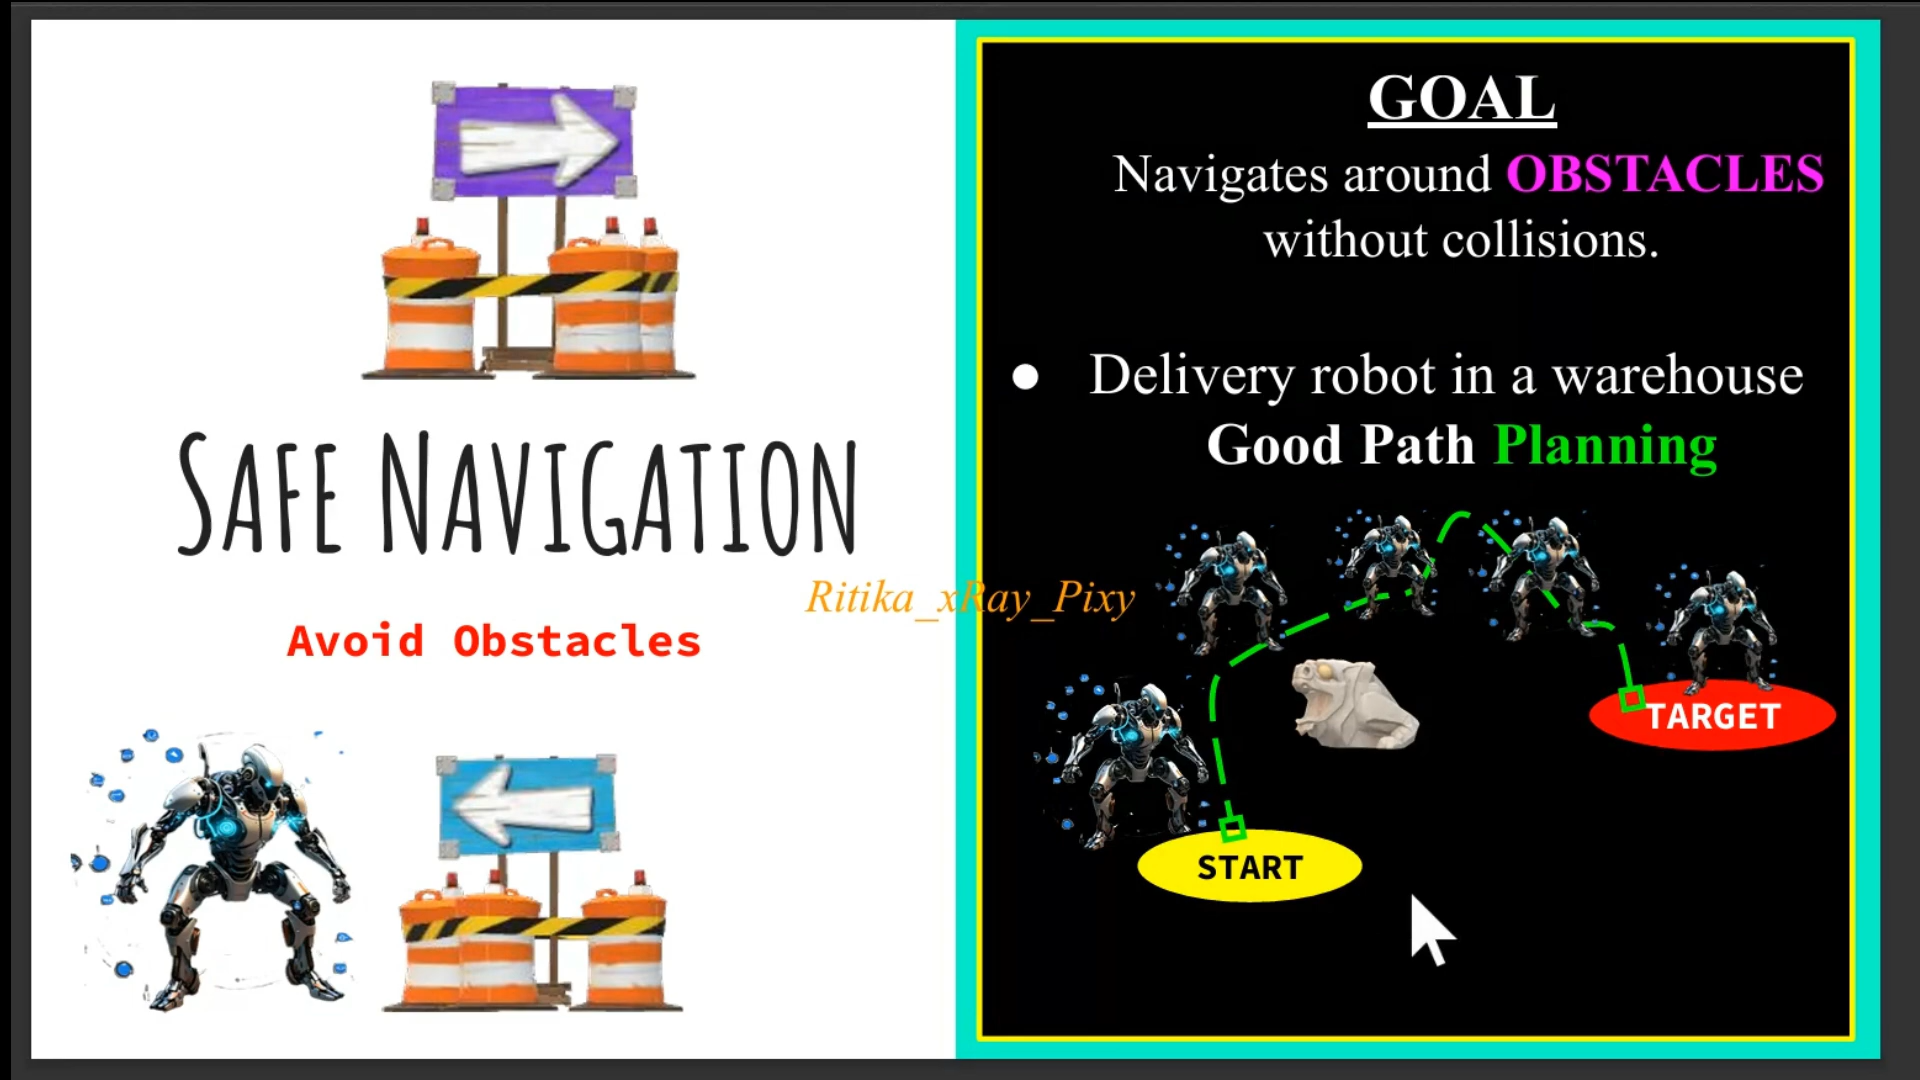 SAFE NAVIGATION
Avoid Obstacles
Ritika_xRay_Pixy
GOAL
Navigates around OBSTACLES
without collisions.
● Delivery robot in a warehouse
Good Path Planning
TARGET
START